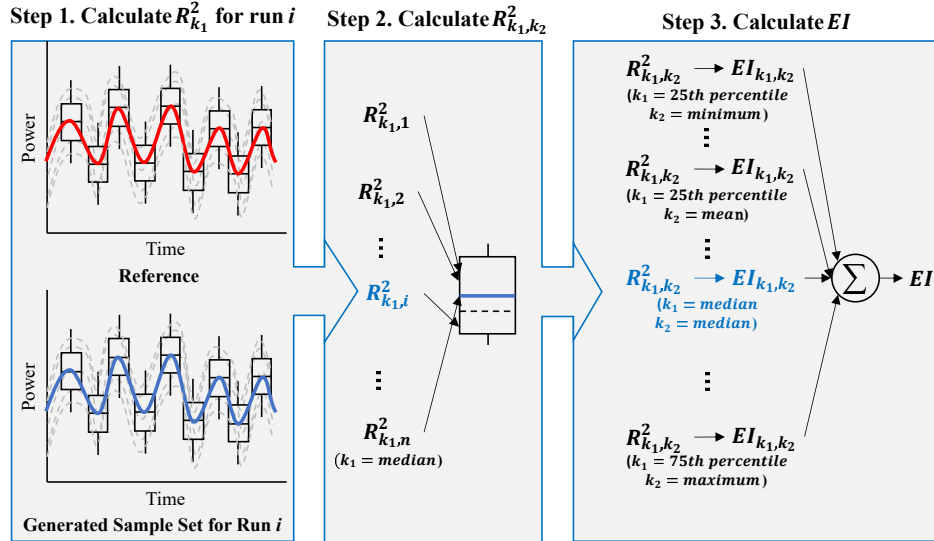 Step 1. Calculate R²ₖ₁ for run i
Power
Time
Reference
Power
Time
Generated Sample Set for Run i
Step 2. Calculate R²ₖ₁,ₖ₂
R²ₖ₁,₁
R²ₖ₁,₂
⋮
R²ₖ₁,ᵢ
⋮
R²ₖ₁,ₙ
(k₁ = median)
Step 3. Calculate EI
R²ₖ₁,ₖ₂ → EIₖ₁,ₖ₂
(k₁ = 25th percentile
k₂ = minimum)
⋮
R²ₖ₁,ₖ₂ → EIₖ₁,ₖ₂
(k₁ = 25th percentile
k₂ = mean)
⋮
R²ₖ₁,ₖ₂ → EIₖ₁,ₖ₂
(k₁ = median
k₂ = median)
⋮
R²ₖ₁,ₖ₂ → EIₖ₁,ₖ₂
(k₁ = 75th percentile
k₂ = maximum)
∑ → EI